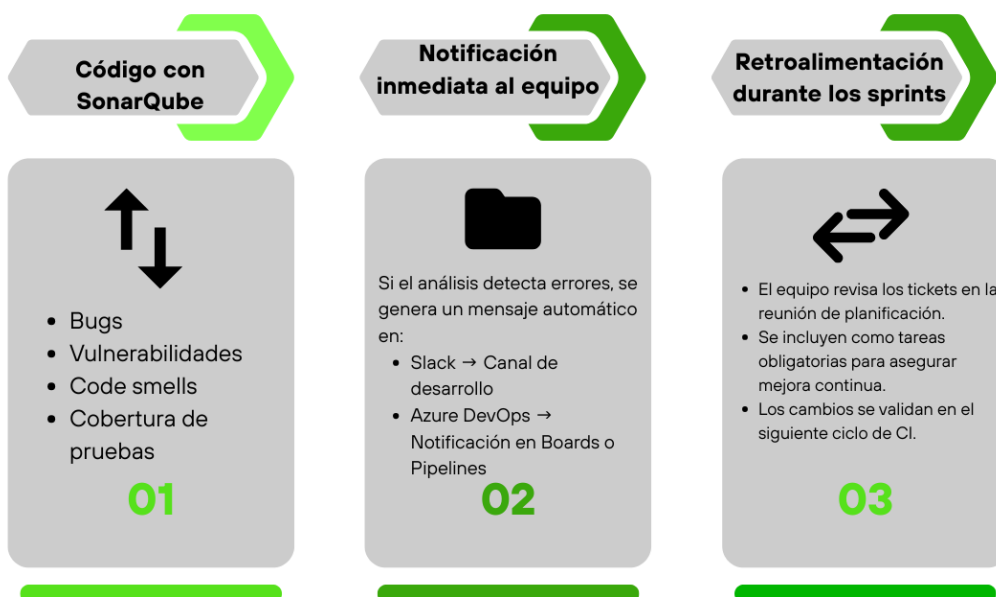 Código con
SonarQube
Bugs
Vulnerabilidades
Code smells
Cobertura de
pruebas
01
Notificación
inmediata al equipo
Si el análisis detecta errores, se
genera un mensaje automático
en:
Slack → Canal de
desarrollo
Azure DevOps →
Notificación en Boards o
Pipelines
02
Retroalimentación
durante los sprints
El equipo revisa los tickets en la
reunión de planificación.
Se incluyen como tareas
obligatorias para asegurar
mejora continua.
Los cambios se validan en el
siguiente ciclo de CI.
03